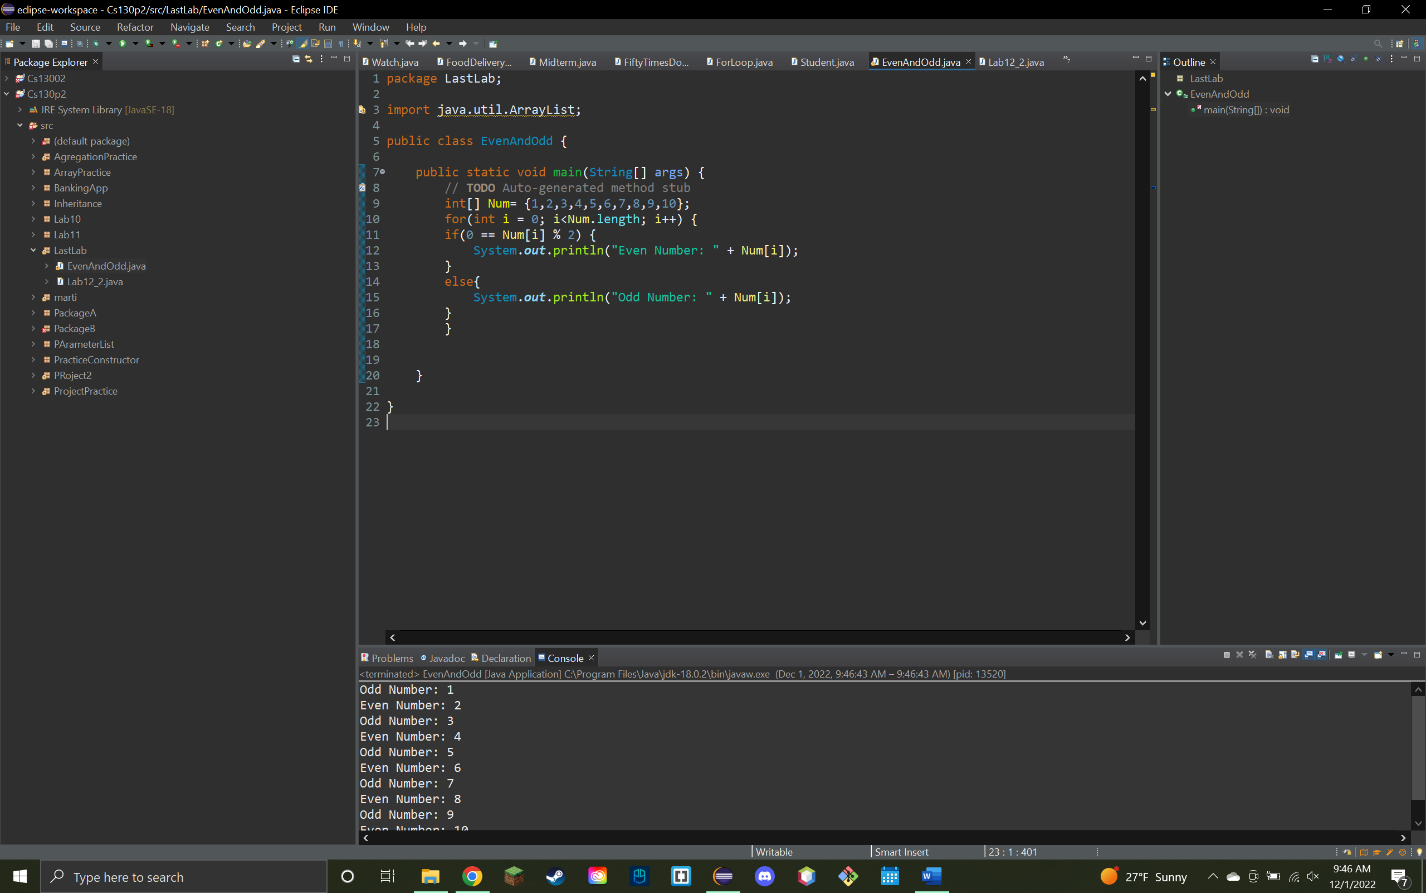 eclipse-workspace - Cs130p2/src/LastLab/EvenAndOdd.java - Eclipse IDE
File Edit Source Refactor Navigate Search Project Run Window Help
Package Explorer
Cs13002
Cs130p2
JRE System Library [JavaSE-18]
src
(default package)
AgregationPractice
ArrayPractice
BankingApp
Inheritance
Lab10
Lab11
LastLab
EvenAndOdd.java
Lab12_2.java
marti
PackageA
PackageB
PArameterList
PracticeConstructor
PRoject2
ProjectPractice
Watch.java FoodDelivery... Midterm.java FiftyTimesDo... ForLoop.java Student.java EvenAndOdd.java Lab12_2.java
1 package LastLab;
2
3 import java.util.ArrayList;
4
5 public class EvenAndOdd {
6
7 public static void main(String[] args) {
8 // TODO Auto-generated method stub
9 int[] Num= {1,2,3,4,5,6,7,8,9,10};
10 for(int i = 0; i<Num.length; i++) {
11 if(0 == Num[i] % 2) {
12 System.out.println("Even Number: " + Num[i]);
13 }
14 else{
15 System.out.println("Odd Number: " + Num[i]);
16 }
17 }
18
19
20 }
21
22 }
23
Outline
LastLab
EvenAndOdd
main(String[]) : void
Problems Javadoc Declaration Console
<terminated> EvenAndOdd [Java Application] C:\Program Files\Java\jdk-18.0.2\bin\javaw.exe (Dec 1, 2022, 9:46:43 AM – 9:46:43 AM) [pid: 13520]
Odd Number: 1
Even Number: 2
Odd Number: 3
Even Number: 4
Odd Number: 5
Even Number: 6
Odd Number: 7
Even Number: 8
Odd Number: 9
Even Number: 10
Writable Smart Insert 23 : 1 : 401
Type here to search
27°F Sunny
9:46 AM
12/1/2022
7